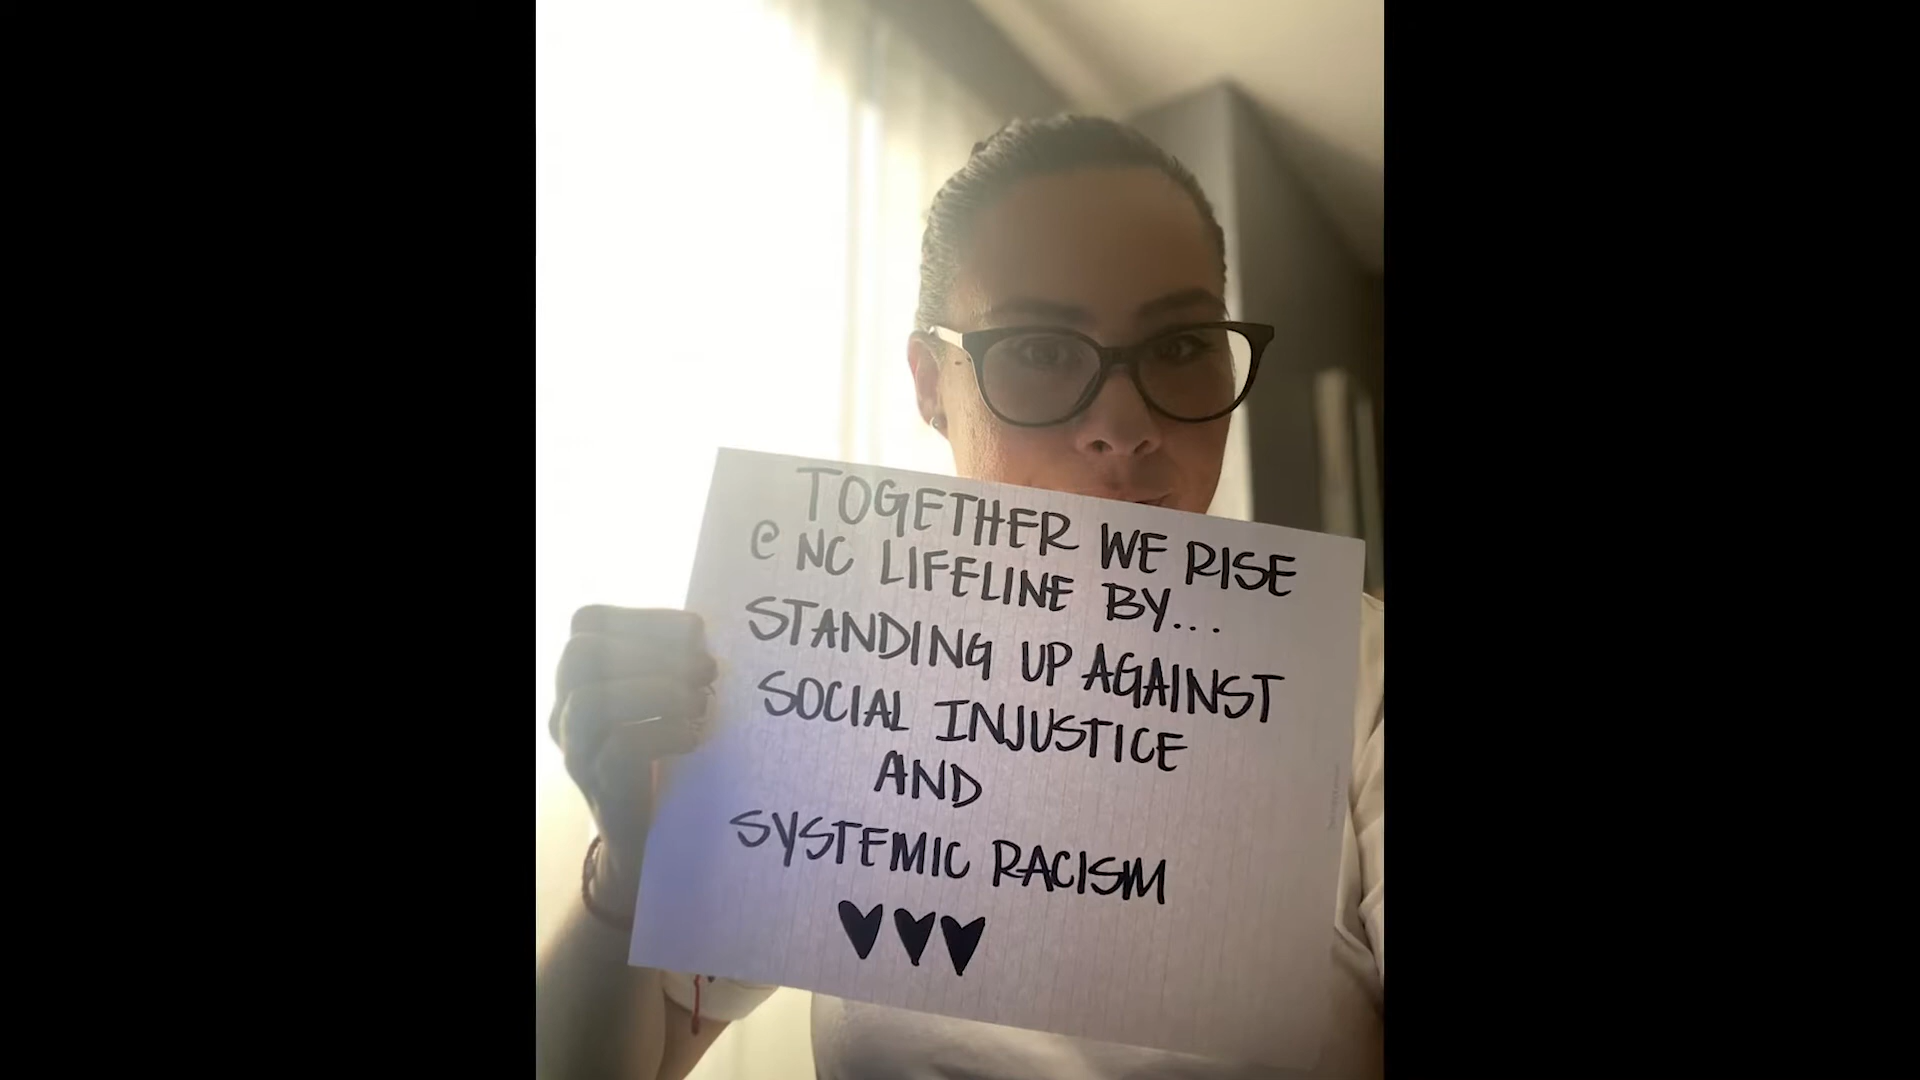 TOGETHER WE RISE
@ NC LIFELINE BY...
STANDING UP AGAINST
SOCIAL INJUSTICE
AND
SYSTEMIC RACISM